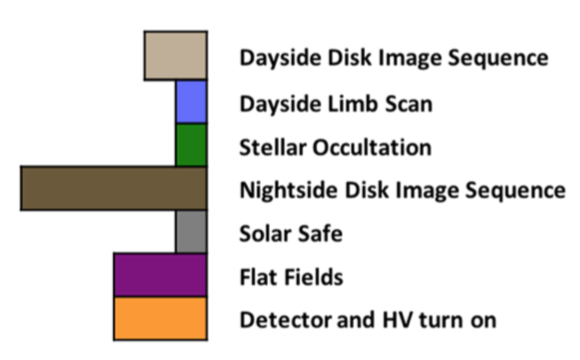 Dayside Disk Image Sequence
Dayside Limb Scan
Stellar Occultation
Nightside Disk Image Sequence
Solar Safe
Flat Fields
Detector and HV turn on